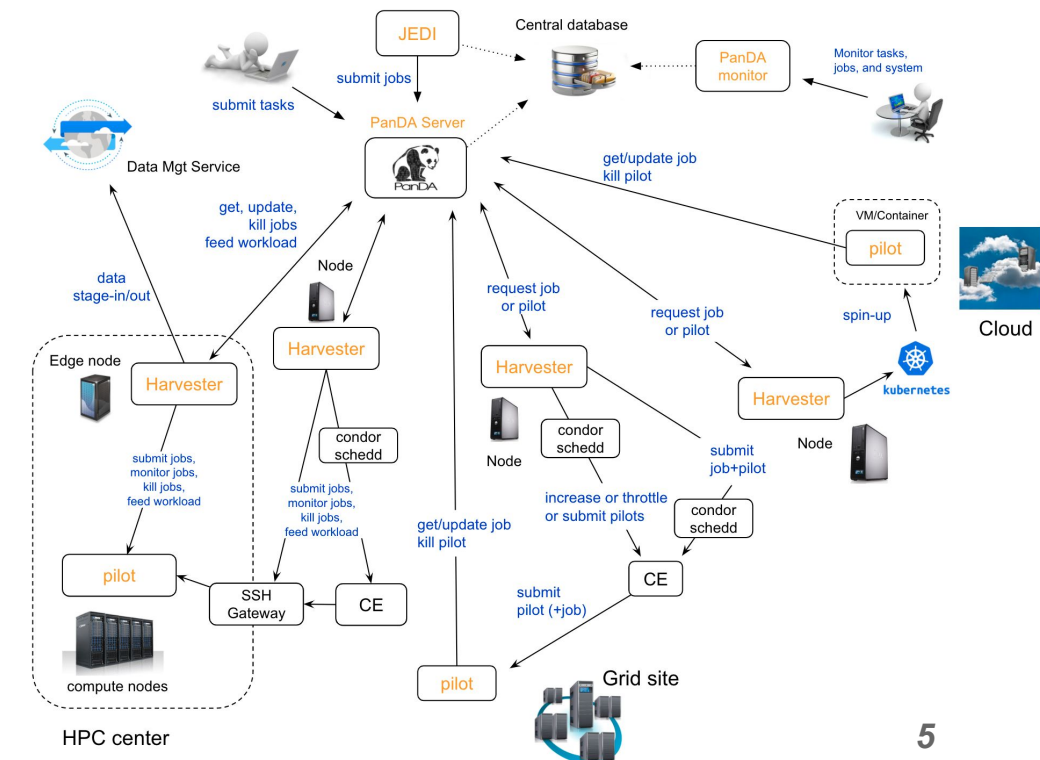 JEDI
Central database
PanDA
monitor
Monitor tasks,
jobs, and system
submit jobs
submit tasks
PanDA Server
PanDA
Data Mgt Service
get/update job
kill pilot
VM/Container
pilot
get, update,
kill jobs
feed workload
Node
data
stage-in/out
request job
or pilot
request job
or pilot
spin-up
Cloud
kubernetes
Edge node
Harvester
Harvester
Harvester
Harvester
condor
schedd
condor
schedd
Node
Node
submit
job+pilot
submit jobs,
monitor jobs,
kill jobs,
feed workload
submit jobs,
monitor jobs,
kill jobs,
feed workload
increase or throttle
or submit pilots
condor
schedd
get/update job
kill pilot
pilot
SSH
Gateway
CE
CE
submit
pilot (+job)
compute nodes
pilot
Grid site
HPC center
5